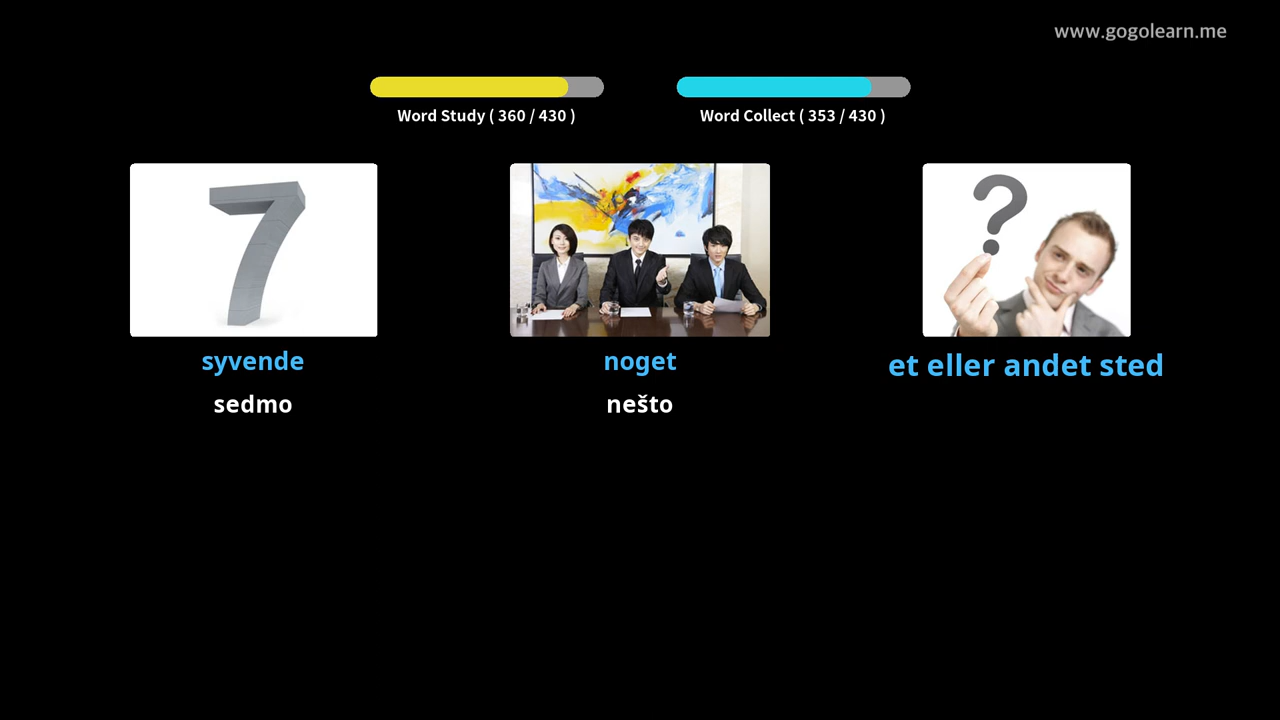 www.gogolearn.me
Word Study ( 360 / 430 )
Word Collect ( 353 / 430 )
7
?
syvende
noget
et eller andet sted
sedmo
nešto